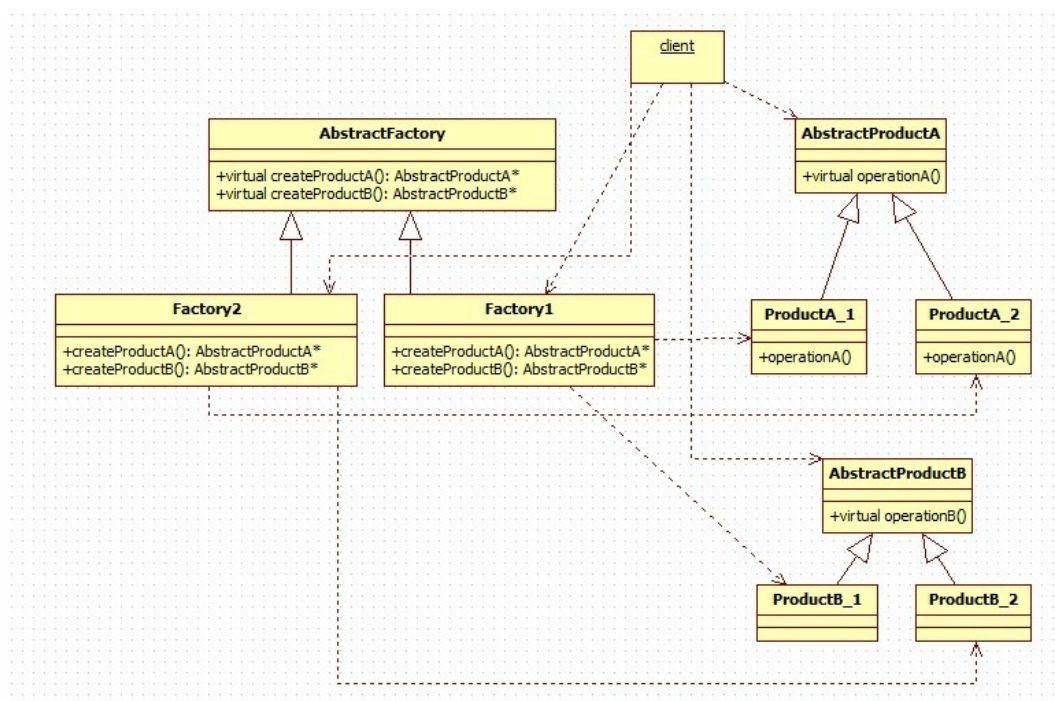 client
AbstractFactory
+virtual createProductA(): AbstractProductA*
+virtual createProductB(): AbstractProductB*
AbstractProductA
+virtual operationA()
Factory2
+createProductA(): AbstractProductA*
+createProductB(): AbstractProductB*
Factory1
+createProductA(): AbstractProductA*
+createProductB(): AbstractProductB*
ProductA_1
+operationA()
ProductA_2
+operationA()
AbstractProductB
+virtual operationB()
ProductB_1
ProductB_2